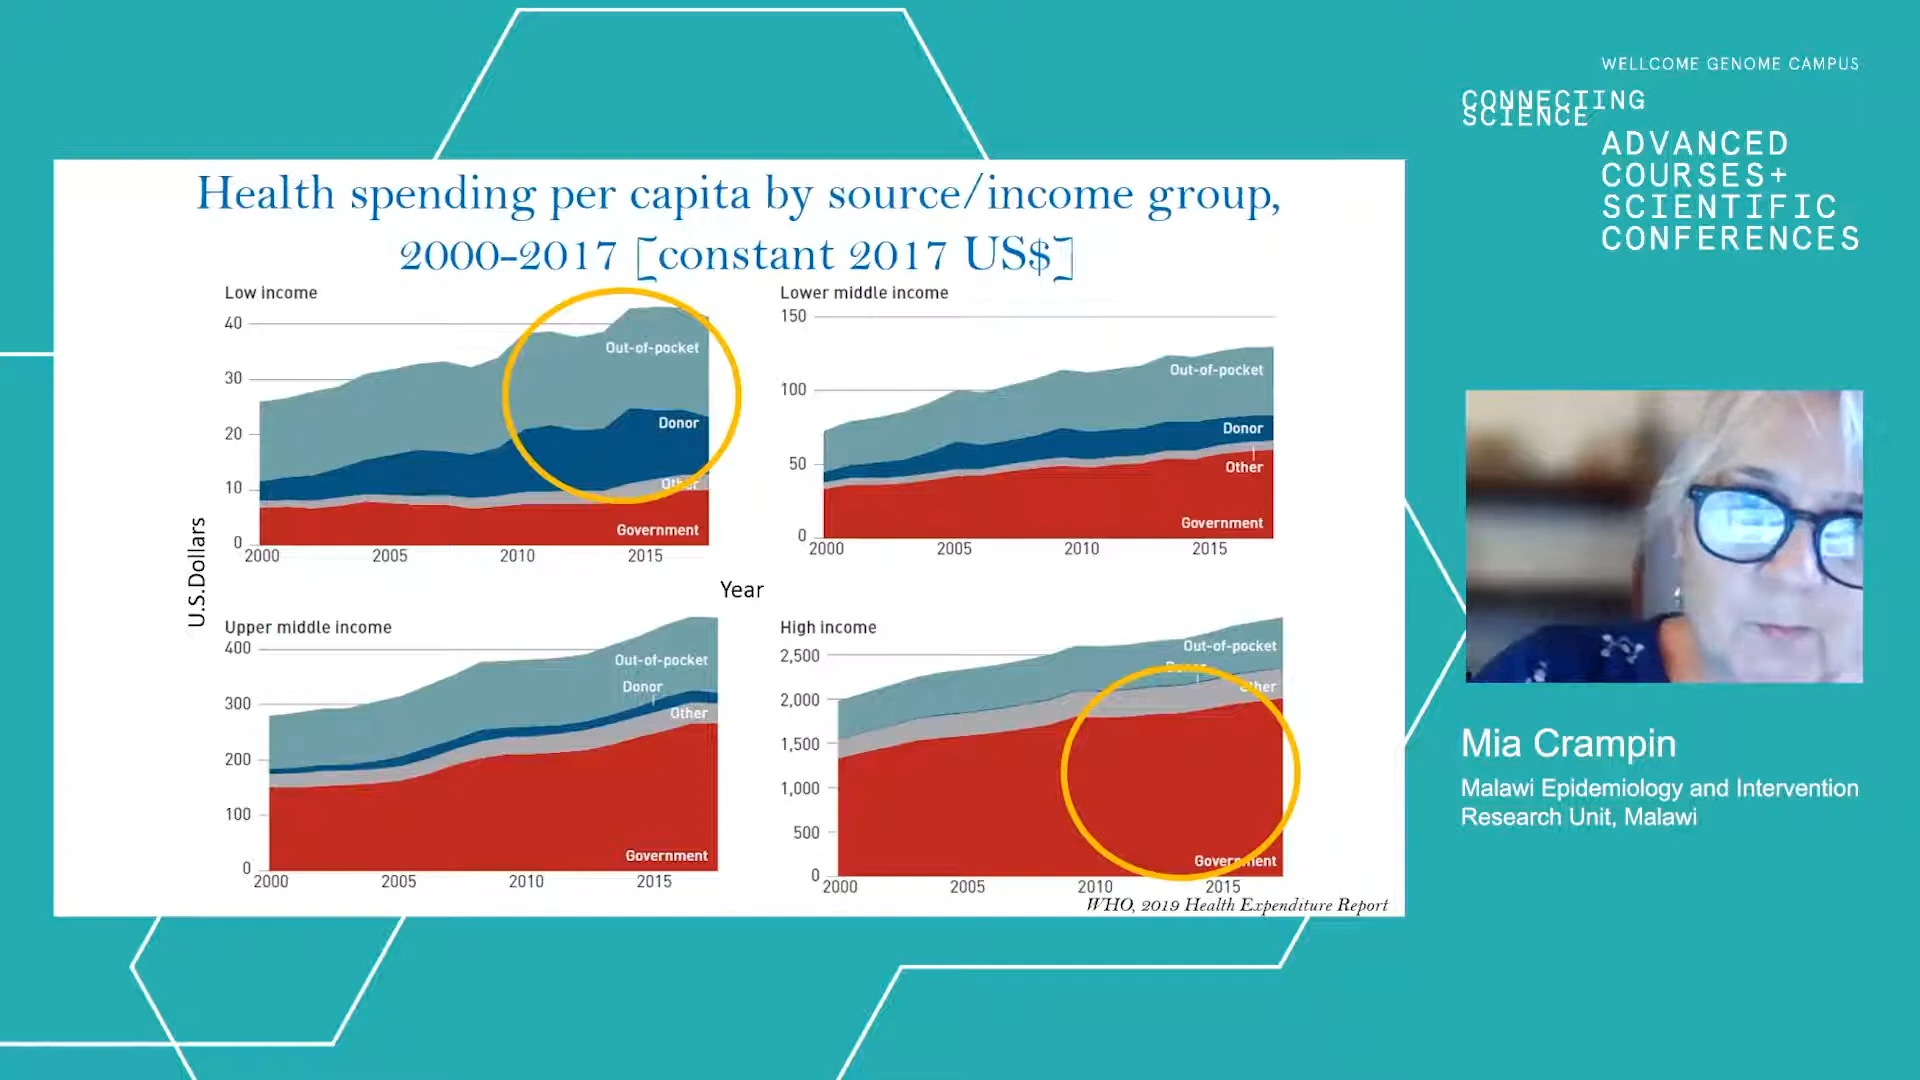 WELLCOME GENOME CAMPUS
CONNECTING
SCIENCE
ADVANCED
COURSES+
SCIENTIFIC
CONFERENCES
Health spending per capita by source/income group,
2000-2017 [constant 2017 US$]
Low income
40
30
20
10
0
Out-of-pocket
Donor
Other
Government
2000 2005 2010 2015
Lower middle income
150
100
50
0
Out-of-pocket
Donor
Other
Government
2000 2005 2010 2015
U.S.Dollars
Year
Upper middle income
400
300
200
100
0
Out-of-pocket
Donor
Other
Government
2000 2005 2010 2015
High income
2,500
2,000
1,500
1,000
500
0
Out-of-pocket
Donor
Other
Government
2000 2005 2010 2015
WHO, 2019 Health Expenditure Report
Mia Crampin
Malawi Epidemiology and Intervention
Research Unit, Malawi